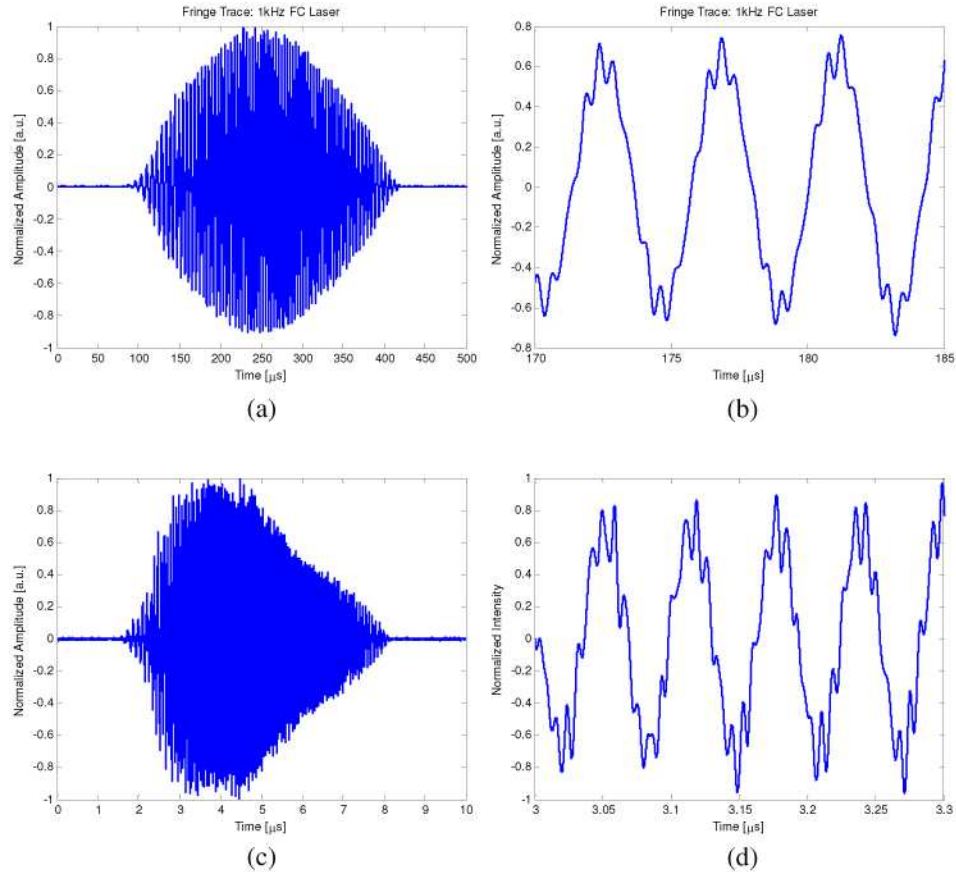 Fringe Trace: 1kHz FC Laser
Normalized Amplitude [a.u.]
1
0.8
0.6
0.4
0.2
0
-0.2
-0.4
-0.6
-0.8
-1
0 50 100 150 200 250 300 350 400 450 500
Time [μs]
(a)
Fringe Trace: 1kHz FC Laser
Normalized Amplitude [a.u.]
0.8
0.6
0.4
0.2
0
-0.2
-0.4
-0.6
-0.8
170 175 180 185
Time [μs]
(b)
Normalized Amplitude [a.u.]
1
0.8
0.6
0.4
0.2
0
-0.2
-0.4
-0.6
-0.8
-1
0 1 2 3 4 5 6 7 8 9 10
Time [μs]
(c)
Normalized Intensity
1
0.8
0.6
0.4
0.2
0
-0.2
-0.4
-0.6
-0.8
-1
3 3.05 3.1 3.15 3.2 3.25 3.3
Time [μs]
(d)